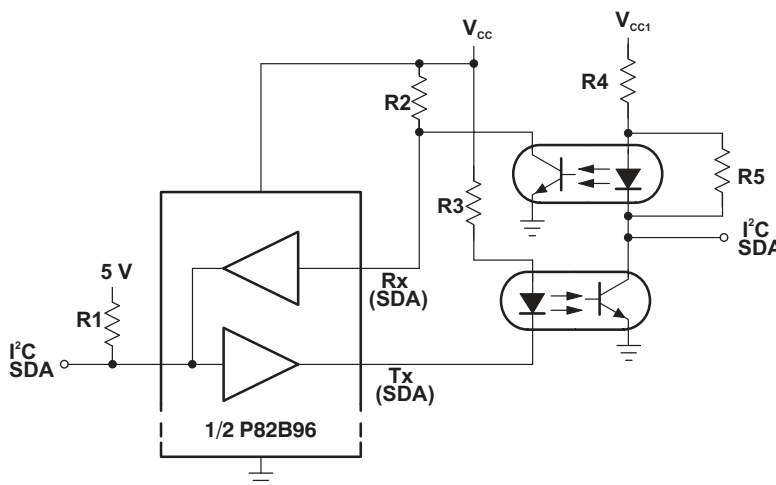 VCC
VCC1
R2
R4
R5
R3
I²C
SDA
5 V
R1
Rx
(SDA)
I²C
SDA
Tx
(SDA)
1/2 P82B96